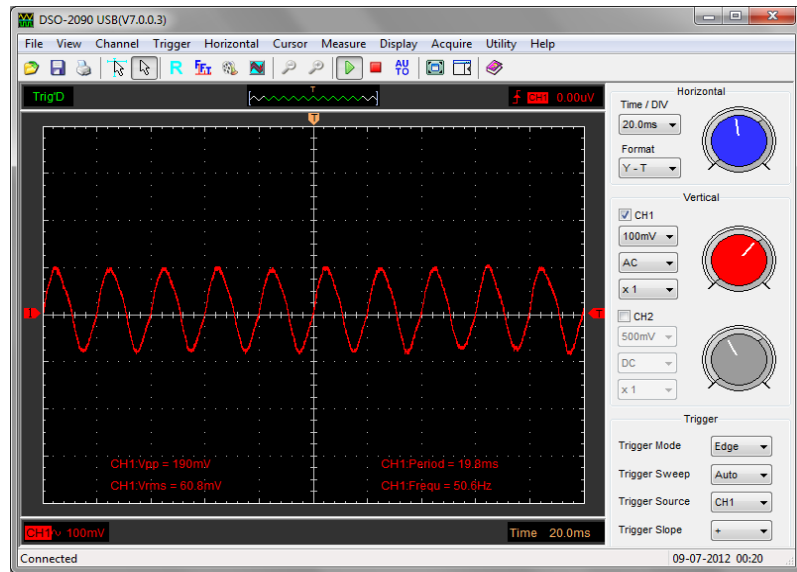 DSO-2090 USB(V7.0.0.3)
File View Channel Trigger Horizontal Cursor Measure Display Acquire Utility Help
R FFT AUTO
Trig'D
T
CH1 0.00uV
T
1
T
CH1:Vpp = 190mV
CH1:Period = 19.8ms
CH1:Vrms = 60.8mV
CH1:Frequ = 50.6Hz
CH1~ 100mV
Time 20.0ms
Horizontal
Time / DIV
20.0ms
Format
Y - T
Vertical
CH1
100mV
AC
x 1
CH2
500mV
DC
x 1
Trigger
Trigger Mode Edge
Trigger Sweep Auto
Trigger Source CH1
Trigger Slope +
Connected
09-07-2012 00:20